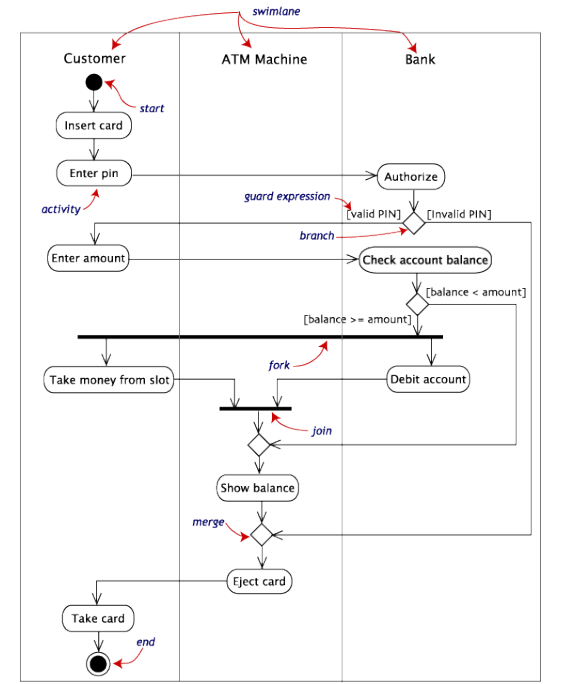 swimlane
Customer
ATM Machine
Bank
start
Insert card
Enter pin
Authorize
activity
guard expression
[valid PIN]
[Invalid PIN]
branch
Enter amount
Check account balance
[balance < amount]
[balance >= amount]
fork
Take money from slot
Debit account
join
Show balance
merge
Eject card
Take card
end